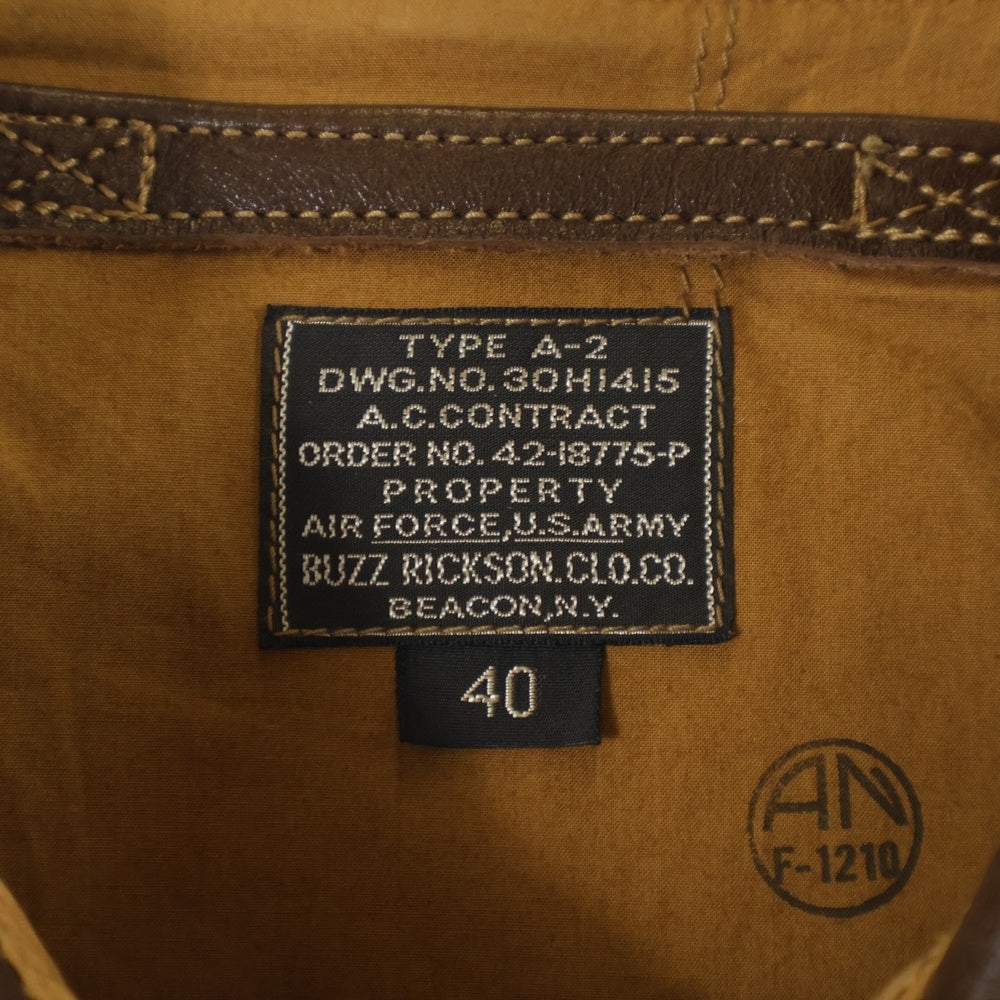 TYPE A-2
DWG.NO.30H1415
A.C.CONTRACT
ORDER NO.42-18775-P
PROPERTY
AIR FORCE,U.S.ARMY
BUZZ RICKSON.CLO.CO.
BEACON,N.Y.
40
AN
F-1210